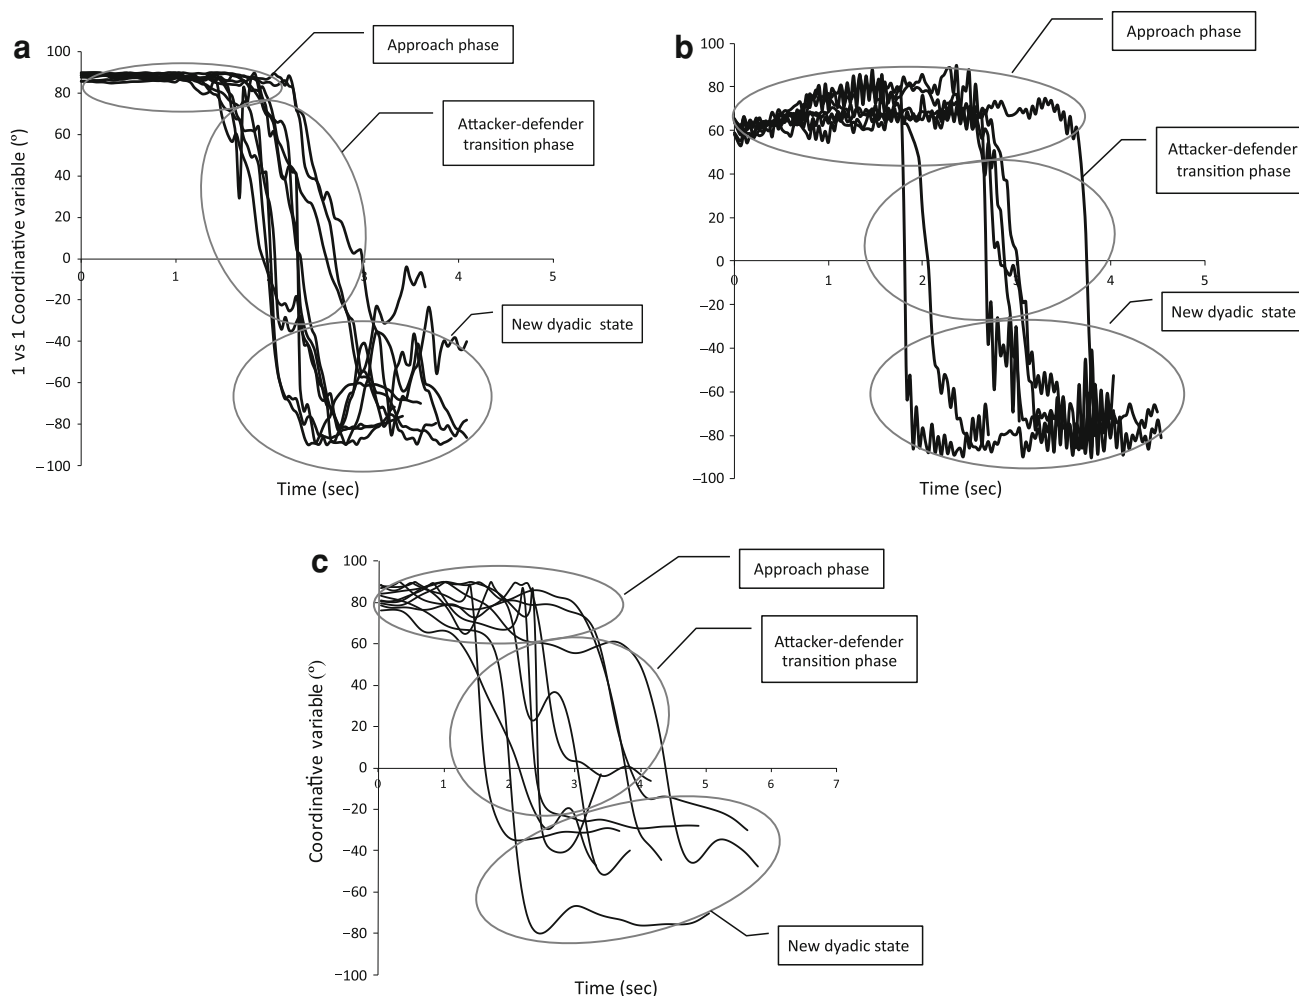 a
Approach phase
Attacker-defender
transition phase
New dyadic state
1 vs 1 Coordinative variable (°)
100
80
60
40
20
0
−20
−40
−60
−80
−100
0
1
2
3
4
5
Time (sec)
b
Approach phase
Attacker-defender
transition phase
New dyadic state
100
80
60
40
20
0
−20
−40
−60
−80
−100
0
1
2
3
4
5
Time (sec)
c
Approach phase
Attacker-defender
transition phase
New dyadic state
Coordinative variable (°)
100
80
60
40
20
0
−20
−40
−60
−80
−100
0
1
2
3
4
5
6
7
Time (sec)